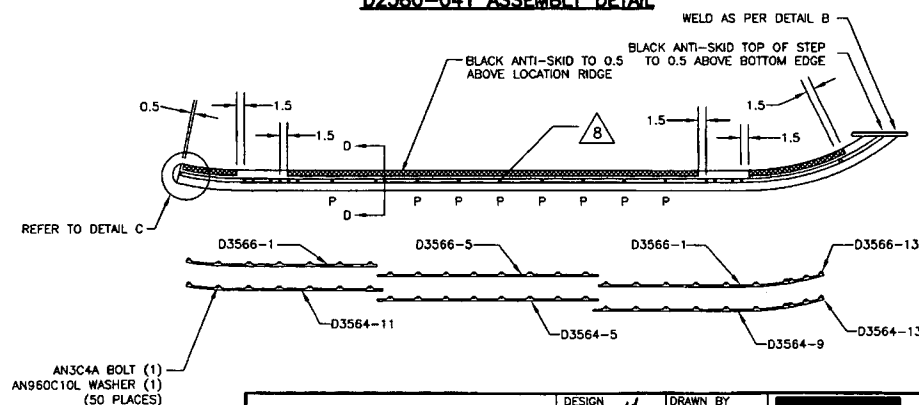 D2580-041 ASSEMBLY DETAIL
WELD AS PER DETAIL B
BLACK ANTI-SKID TO 0.5
ABOVE LOCATION RIDGE
BLACK ANTI-SKID TOP OF STEP
TO 0.5 ABOVE BOTTOM EDGE
0.5
1.5
1.5
1.5
1.5
1.5
8
D
D
P P P P P P P P
REFER TO DETAIL C
D3566-1
D3566-5
D3566-1
D3566-13
D3564-11
D3564-5
D3564-9
D3564-13
AN3C4A BOLT (1)
AN960C10L WASHER (1)
(50 PLACES)
DESIGN
DRAWN BY